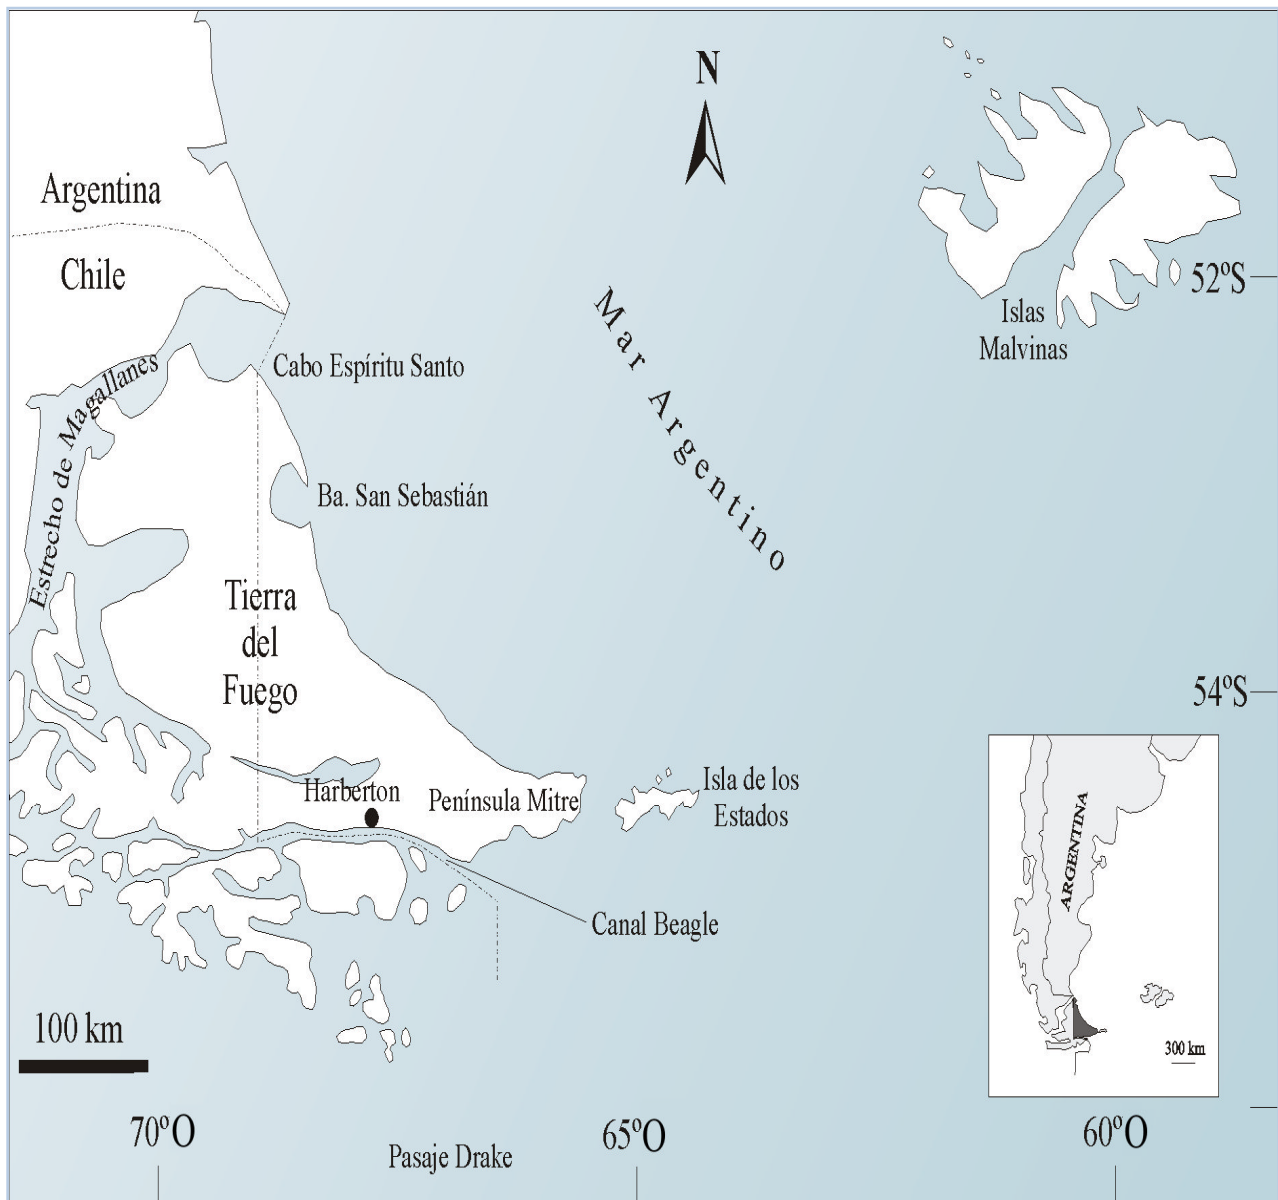 N
Argentina
Chile
52ºS
Islas
Malvinas
Mar Argentino
Cabo Espíritu Santo
Estrecho de Magallanes
Ba. San Sebastián
Tierra
del
Fuego
54ºS
Harberton
Península Mitre
Isla de los
Estados
Canal Beagle
ARGENTINA
300 km
100 km
70ºO
65ºO
60ºO
Pasaje Drake